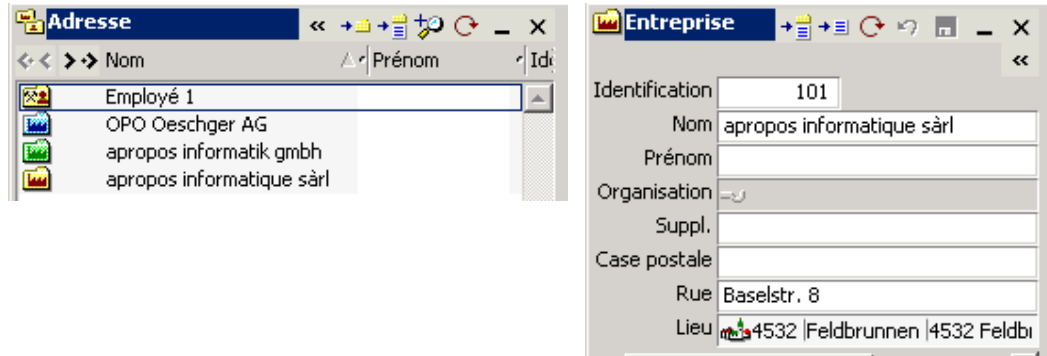 Adresse
Nom Prénom
Employé 1
OPO Oeschger AG
apropos informatik gmbh
apropos informatique sàrl
Entreprise
Identification 101
Nom apropos informatique sàrl
Prénom
Organisation
Suppl.
Case postale
Rue Baselstr. 8
Lieu 4532 Feldbrunnen 4532